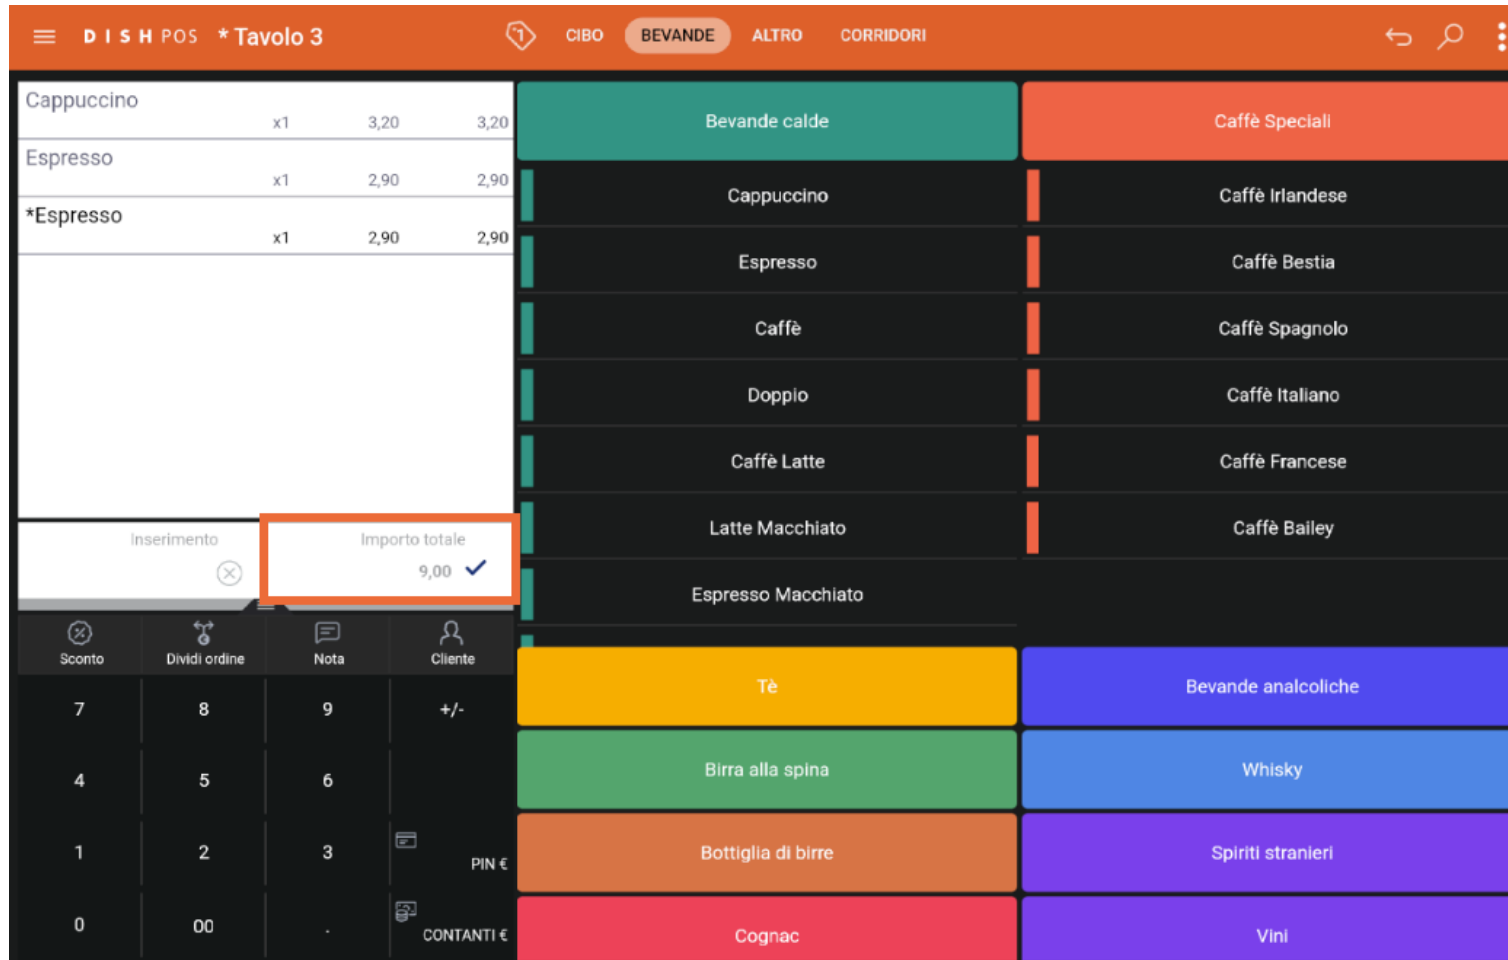 DISH POS * Tavolo 3
1 CIBO BEVANDE ALTRO CORRIDORI
Cappuccino
x1 3,20 3,20
Espresso
x1 2,90 2,90
*Espresso
x1 2,90 2,90
Inserimento
Importo totale
9,00
Sconto Dividi ordine Nota Cliente
7 8 9 +/-
4 5 6
1 2 3 PIN €
0 00 . CONTANTI €
Bevande calde
Cappuccino
Espresso
Caffè
Doppio
Caffè Latte
Latte Macchiato
Espresso Macchiato
Caffè Speciali
Caffè Irlandese
Caffè Bestia
Caffè Spagnolo
Caffè Italiano
Caffè Francese
Caffè Bailey
Tè
Bevande analcoliche
Birra alla spina
Whisky
Bottiglia di birre
Spiriti stranieri
Cognac
Vini